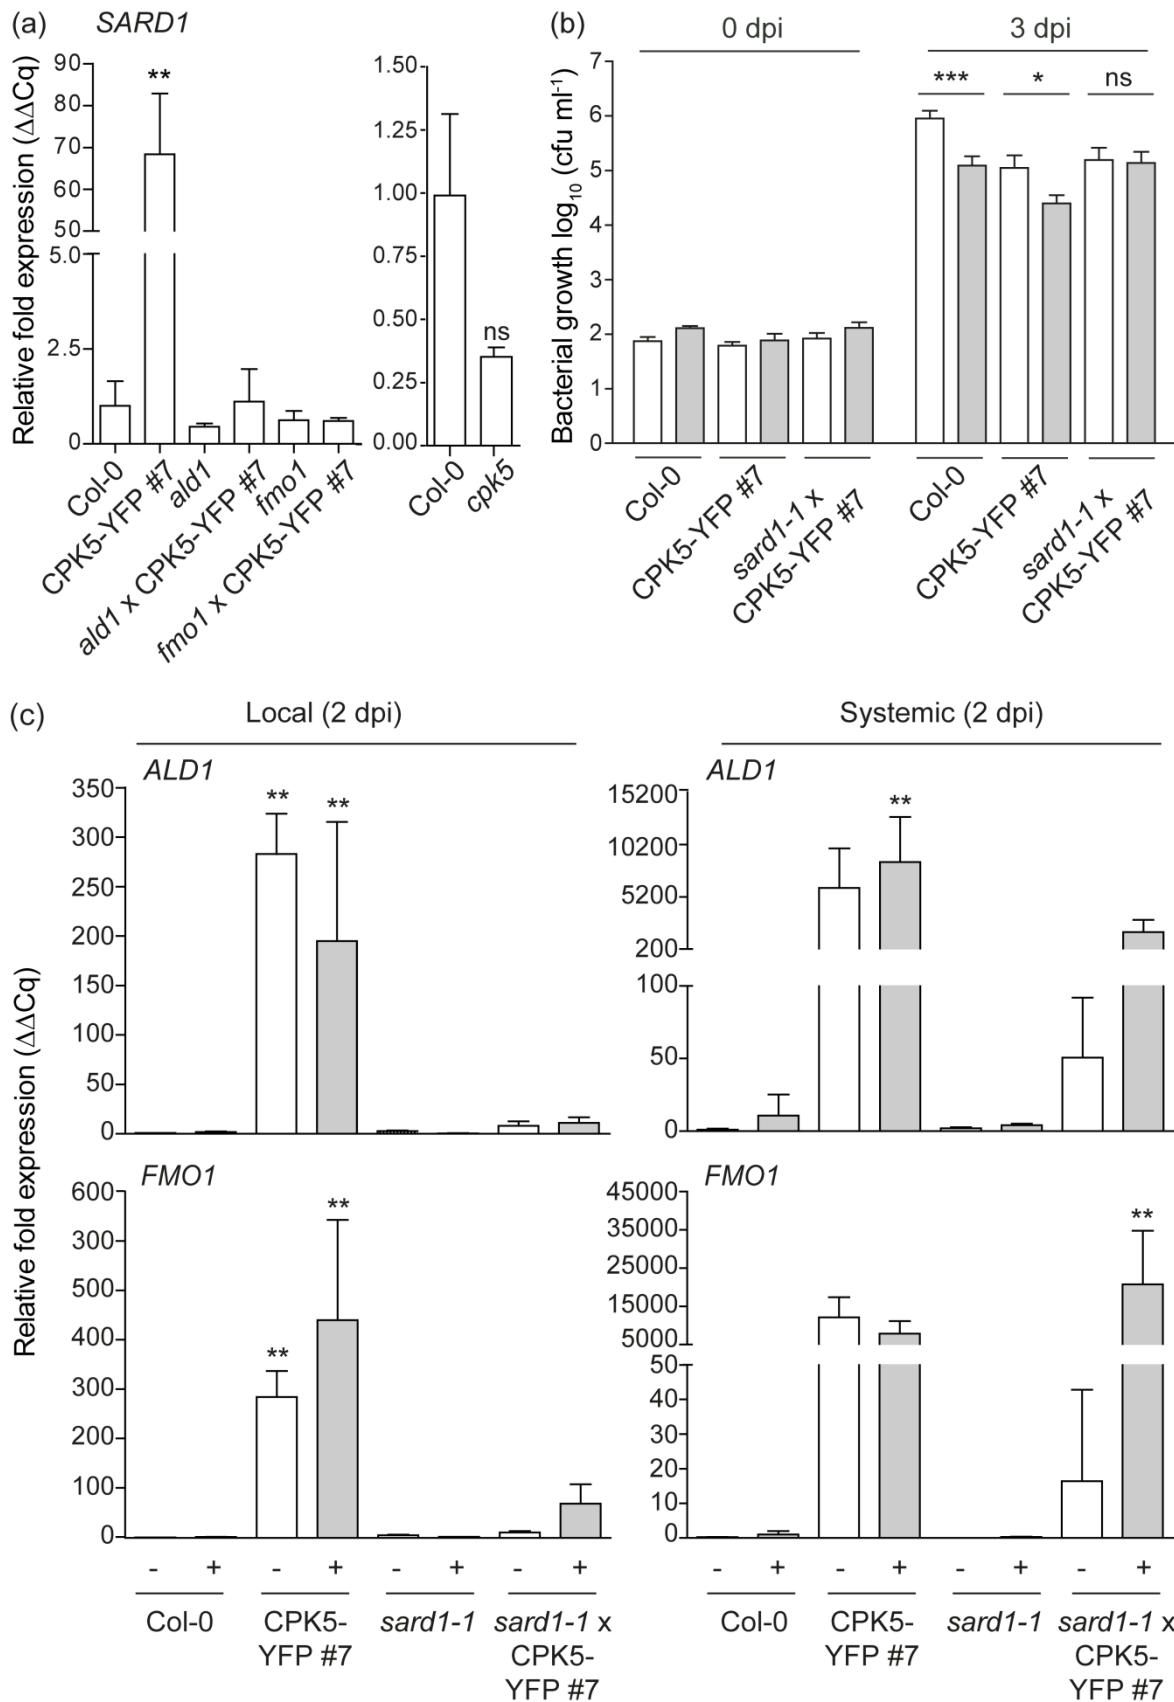 (a) SARD1
Relative fold expression (ΔΔCq)
90
80
70
60
50
5.0
2.5
0
**
Col-0
CPK5-YFP #7
ald1
ald1 x CPK5-YFP #7
fmo1
fmo1 x CPK5-YFP #7
1.50
1.00
0.75
0.50
0.25
0.00
ns
Col-0
cpk5
(b)
0 dpi
3 dpi
Bacterial growth log10 (cfu ml-1)
7
6
5
4
3
2
1
0
***
*
ns
Col-0
CPK5-YFP #7
sard1-1 x
CPK5-YFP #7
Col-0
CPK5-YFP #7
sard1-1 x
CPK5-YFP #7
(c)
Local (2 dpi)
Systemic (2 dpi)
Relative fold expression (ΔΔCq)
ALD1
350
300
250
200
150
100
50
0
** **
ALD1
15200
10200
5200
200
100
50
0
**
FMO1
600
300
500
400
300
200
100
0
** **
FMO1
45000
45000
25000
15000
5000
50
40
30
20
10
0
**
- + - + - + - +
Col-0
CPK5-
YFP #7
sard1-1
sard1-1 x
CPK5-
YFP #7
- + - + - + - +
Col-0
CPK5-
YFP #7
sard1-1
sard1-1 x
CPK5-
YFP #7